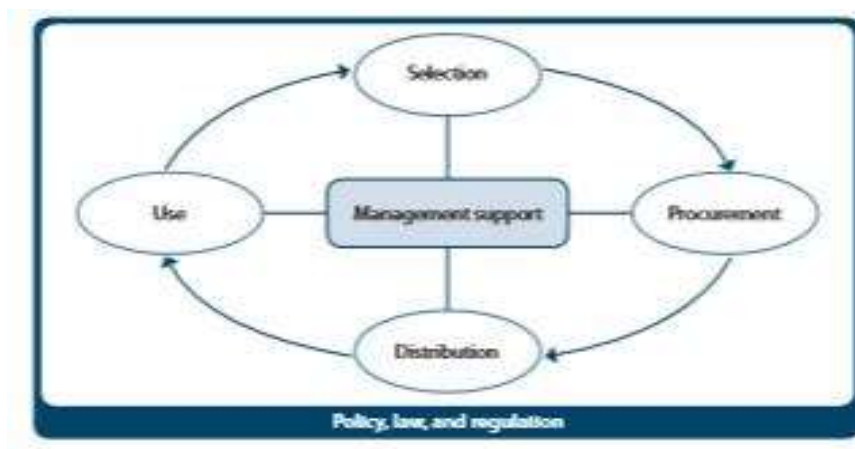 Selection
Use
Management support
Procurement
Distribution
Policy, law, and regulation